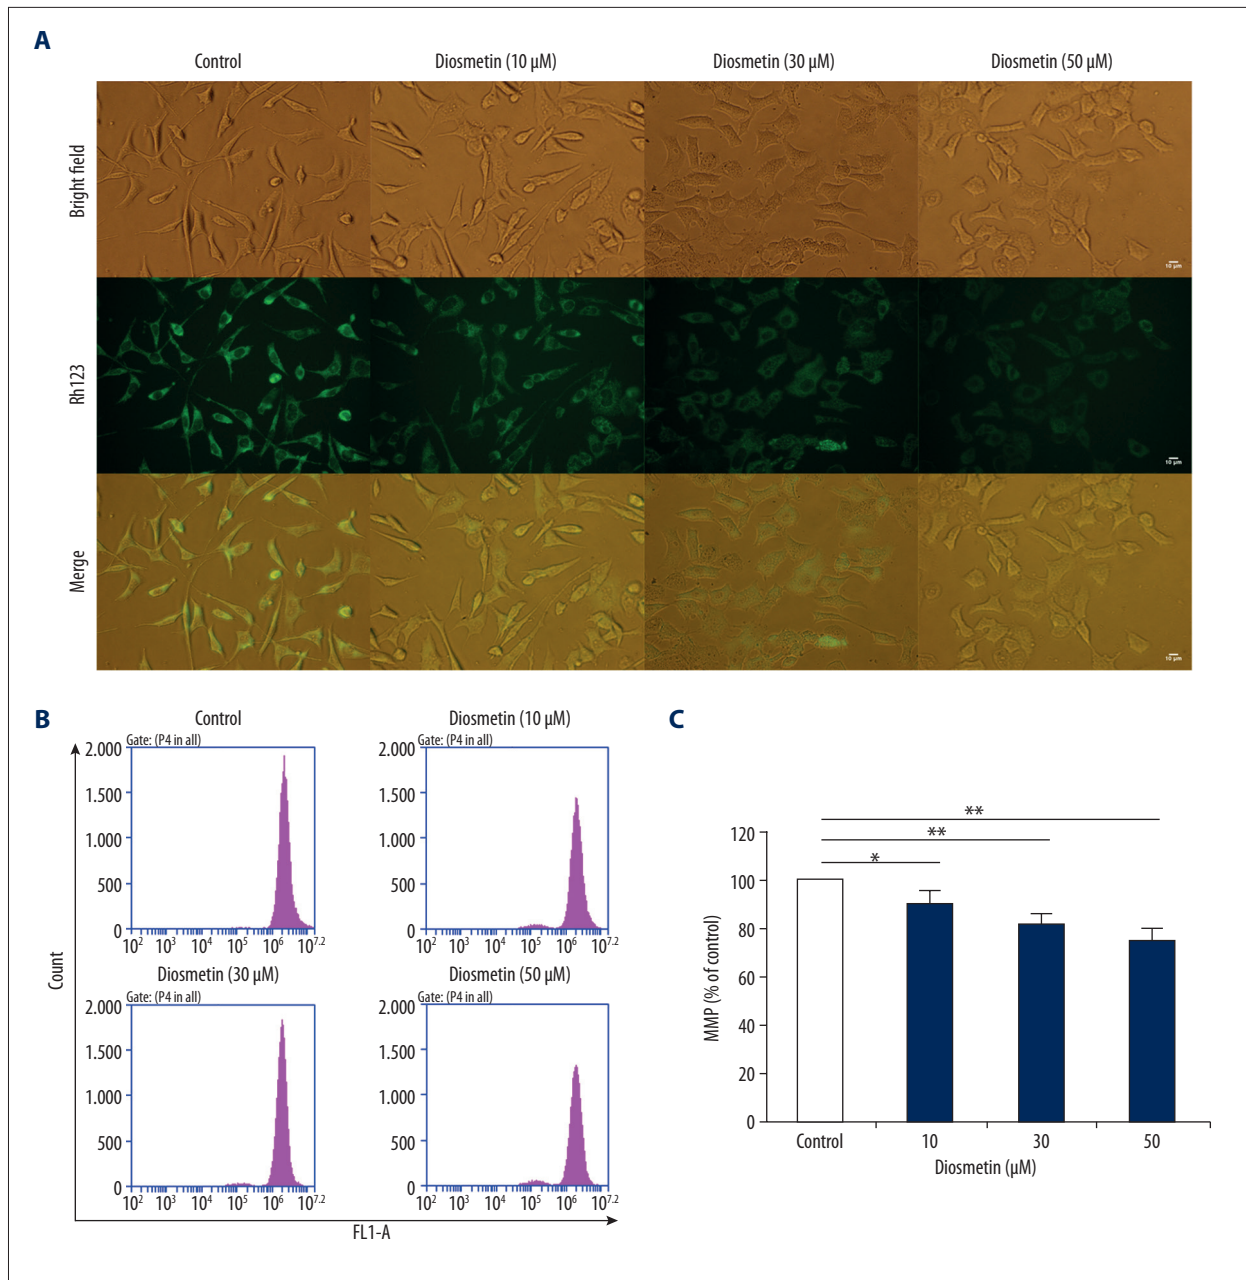 A
Control Diosmetin (10 µM) Diosmetin (30 µM) Diosmetin (50 µM)
Bright field
10 µm
Rh123
10 µm
Merge
10 µm
B
Control Diosmetin (10 µM)
Gate: (P4 in all) Gate: (P4 in all)
2.000 2.000
1.500 1.500
1.000 1.000
500 500
0 0
10² 10³ 10⁴ 10⁵ 10⁶ 10⁷·² 10² 10³ 10⁴ 10⁵ 10⁶ 10⁷·²
Count
Diosmetin (30 µM) Diosmetin (50 µM)
Gate: (P4 in all) Gate: (P4 in all)
2.000 2.000
1.500 1.500
1.000 1.000
500 500
0 0
10² 10³ 10⁴ 10⁵ 10⁶ 10⁷·² 10² 10³ 10⁴ 10⁵ 10⁶ 10⁷·²
FL1-A
C
**
**
*
120
100
80
60
40
20
0
MMP (% of control)
Control 10 30 50
Diosmetin (µM)